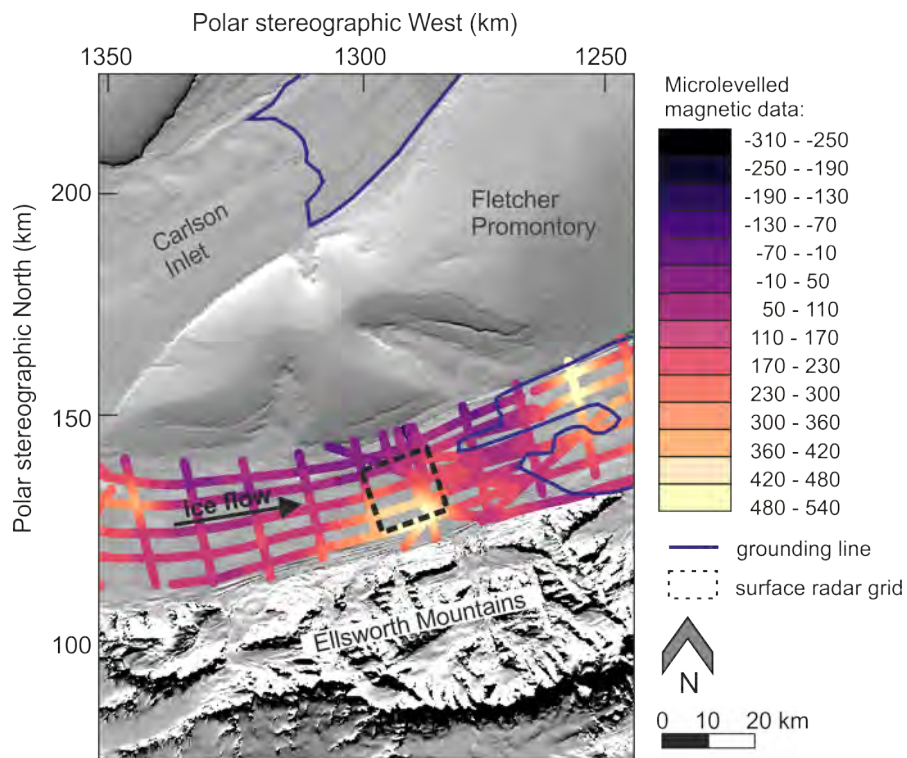 Polar stereographic West (km)
1350 1300 1250
Polar stereographic North (km)
200
150
100
Carlson
Inlet
Fletcher
Promontory
Ice flow
Ellsworth Mountains
Microlevelled
magnetic data:
-310 - -250
-250 - -190
-190 - -130
-130 - -70
-70 - -10
-10 - 50
50 - 110
110 - 170
170 - 230
230 - 300
300 - 360
360 - 420
420 - 480
480 - 540
grounding line
surface radar grid
N
0 10 20 km